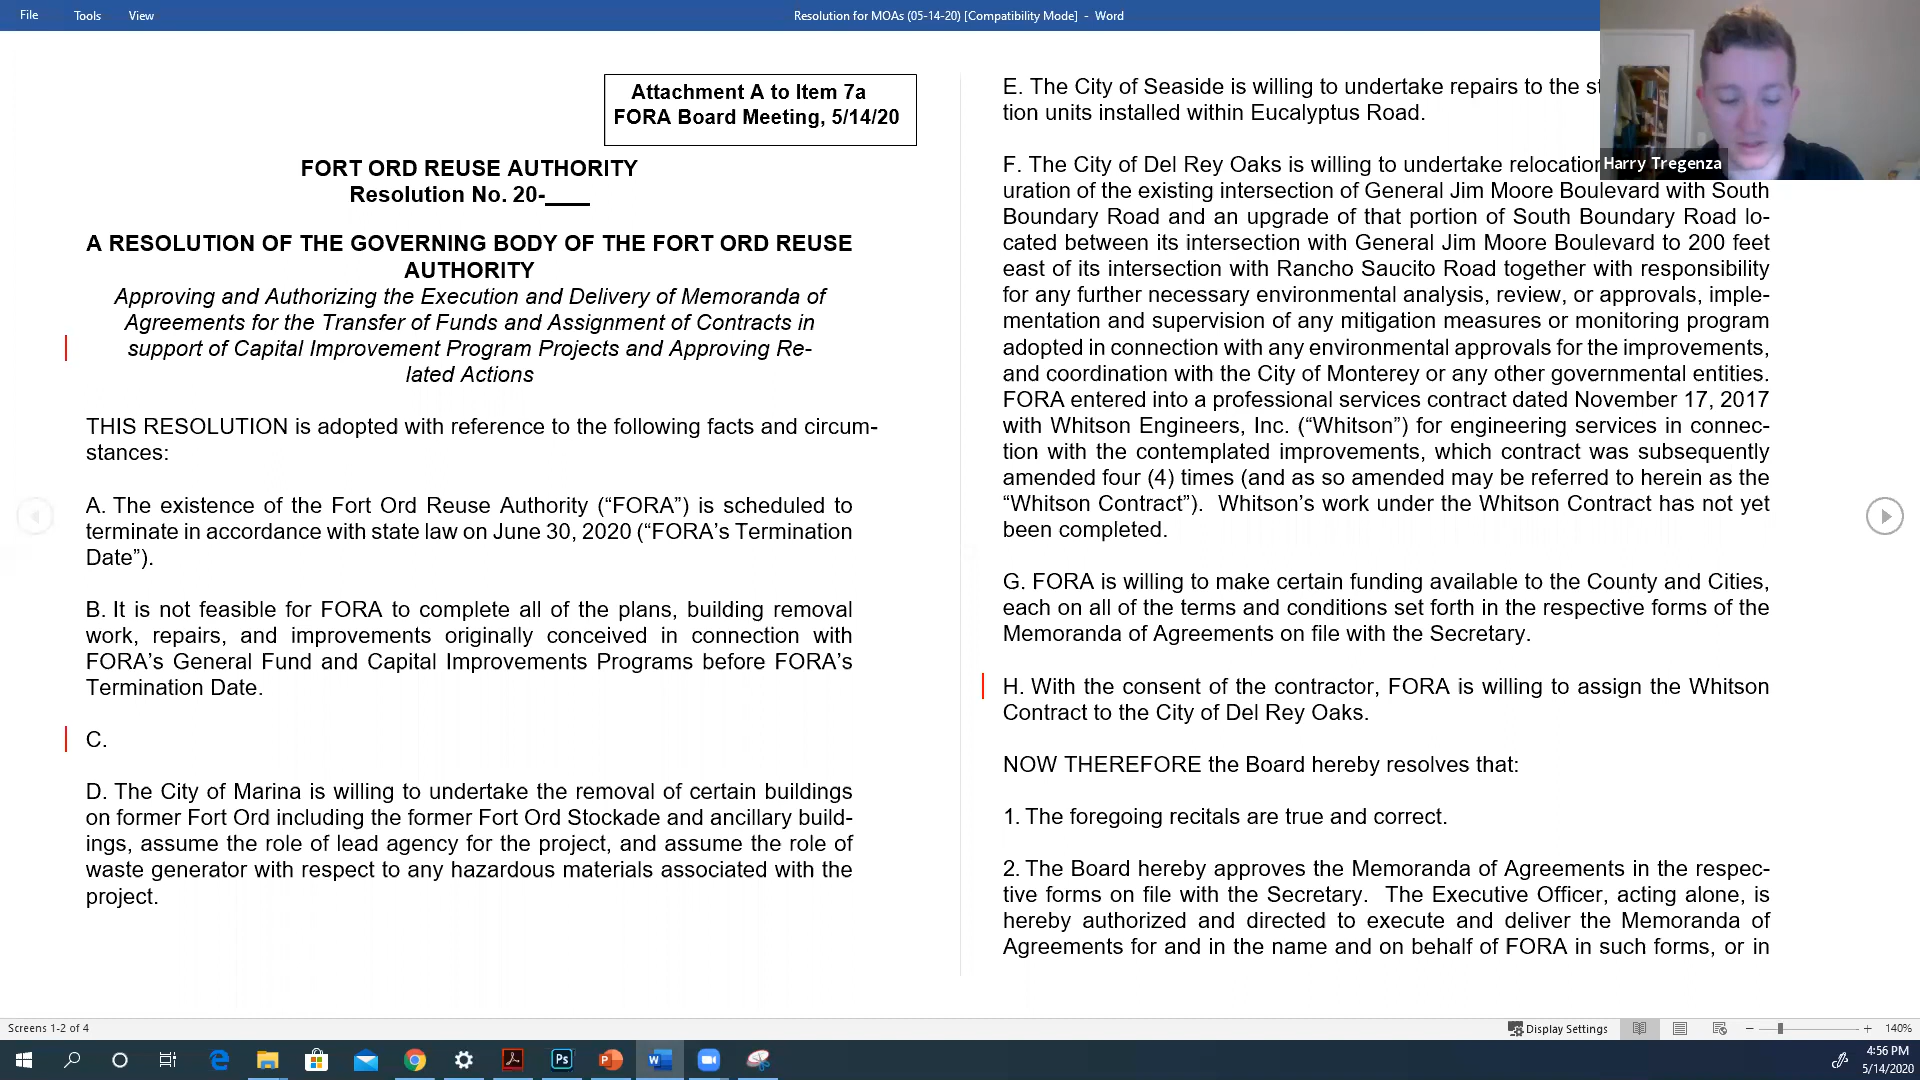 File Tools View
Resolution for MOAs (05-14-20) [Compatibility Mode] - Word
Attachment A to Item 7a
FORA Board Meeting, 5/14/20
FORT ORD REUSE AUTHORITY
Resolution No. 20-____
A RESOLUTION OF THE GOVERNING BODY OF THE FORT ORD REUSE
AUTHORITY
Approving and Authorizing the Execution and Delivery of Memoranda of
Agreements for the Transfer of Funds and Assignment of Contracts in
support of Capital Improvement Program Projects and Approving Re-
lated Actions
THIS RESOLUTION is adopted with reference to the following facts and circum-
stances:
A. The existence of the Fort Ord Reuse Authority (“FORA”) is scheduled to
terminate in accordance with state law on June 30, 2020 (“FORA’s Termination
Date”).
B. It is not feasible for FORA to complete all of the plans, building removal
work, repairs, and improvements originally conceived in connection with
FORA’s General Fund and Capital Improvements Programs before FORA’s
Termination Date.
C.
D. The City of Marina is willing to undertake the removal of certain buildings
on former Fort Ord including the former Fort Ord Stockade and ancillary build-
ings, assume the role of lead agency for the project, and assume the role of
waste generator with respect to any hazardous materials associated with the
project.
E. The City of Seaside is willing to undertake repairs to the
tion units installed within Eucalyptus Road.
F. The City of Del Rey Oaks is willing to undertake relocation
uration of the existing intersection of General Jim Moore Boulevard with South
Boundary Road and an upgrade of that portion of South Boundary Road lo-
cated between its intersection with General Jim Moore Boulevard to 200 feet
east of its intersection with Rancho Saucito Road together with responsibility
for any further necessary environmental analysis, review, or approvals, imple-
mentation and supervision of any mitigation measures or monitoring program
adopted in connection with any environmental approvals for the improvements,
and coordination with the City of Monterey or any other governmental entities.
FORA entered into a professional services contract dated November 17, 2017
with Whitson Engineers, Inc. (“Whitson”) for engineering services in connec-
tion with the contemplated improvements, which contract was subsequently
amended four (4) times (and as so amended may be referred to herein as the
“Whitson Contract”). Whitson’s work under the Whitson Contract has not yet
been completed.
G. FORA is willing to make certain funding available to the County and Cities,
each on all of the terms and conditions set forth in the respective forms of the
Memoranda of Agreements on file with the Secretary.
H. With the consent of the contractor, FORA is willing to assign the Whitson
Contract to the City of Del Rey Oaks.
NOW THEREFORE the Board hereby resolves that:
1. The foregoing recitals are true and correct.
2. The Board hereby approves the Memoranda of Agreements in the respec-
tive forms on file with the Secretary. The Executive Officer, acting alone, is
hereby authorized and directed to execute and deliver the Memoranda of
Agreements for and in the name and on behalf of FORA in such forms, or in
Harry Tregenza
Screens 1-2 of 4
Display Settings
140%
4:56 PM
5/14/2020